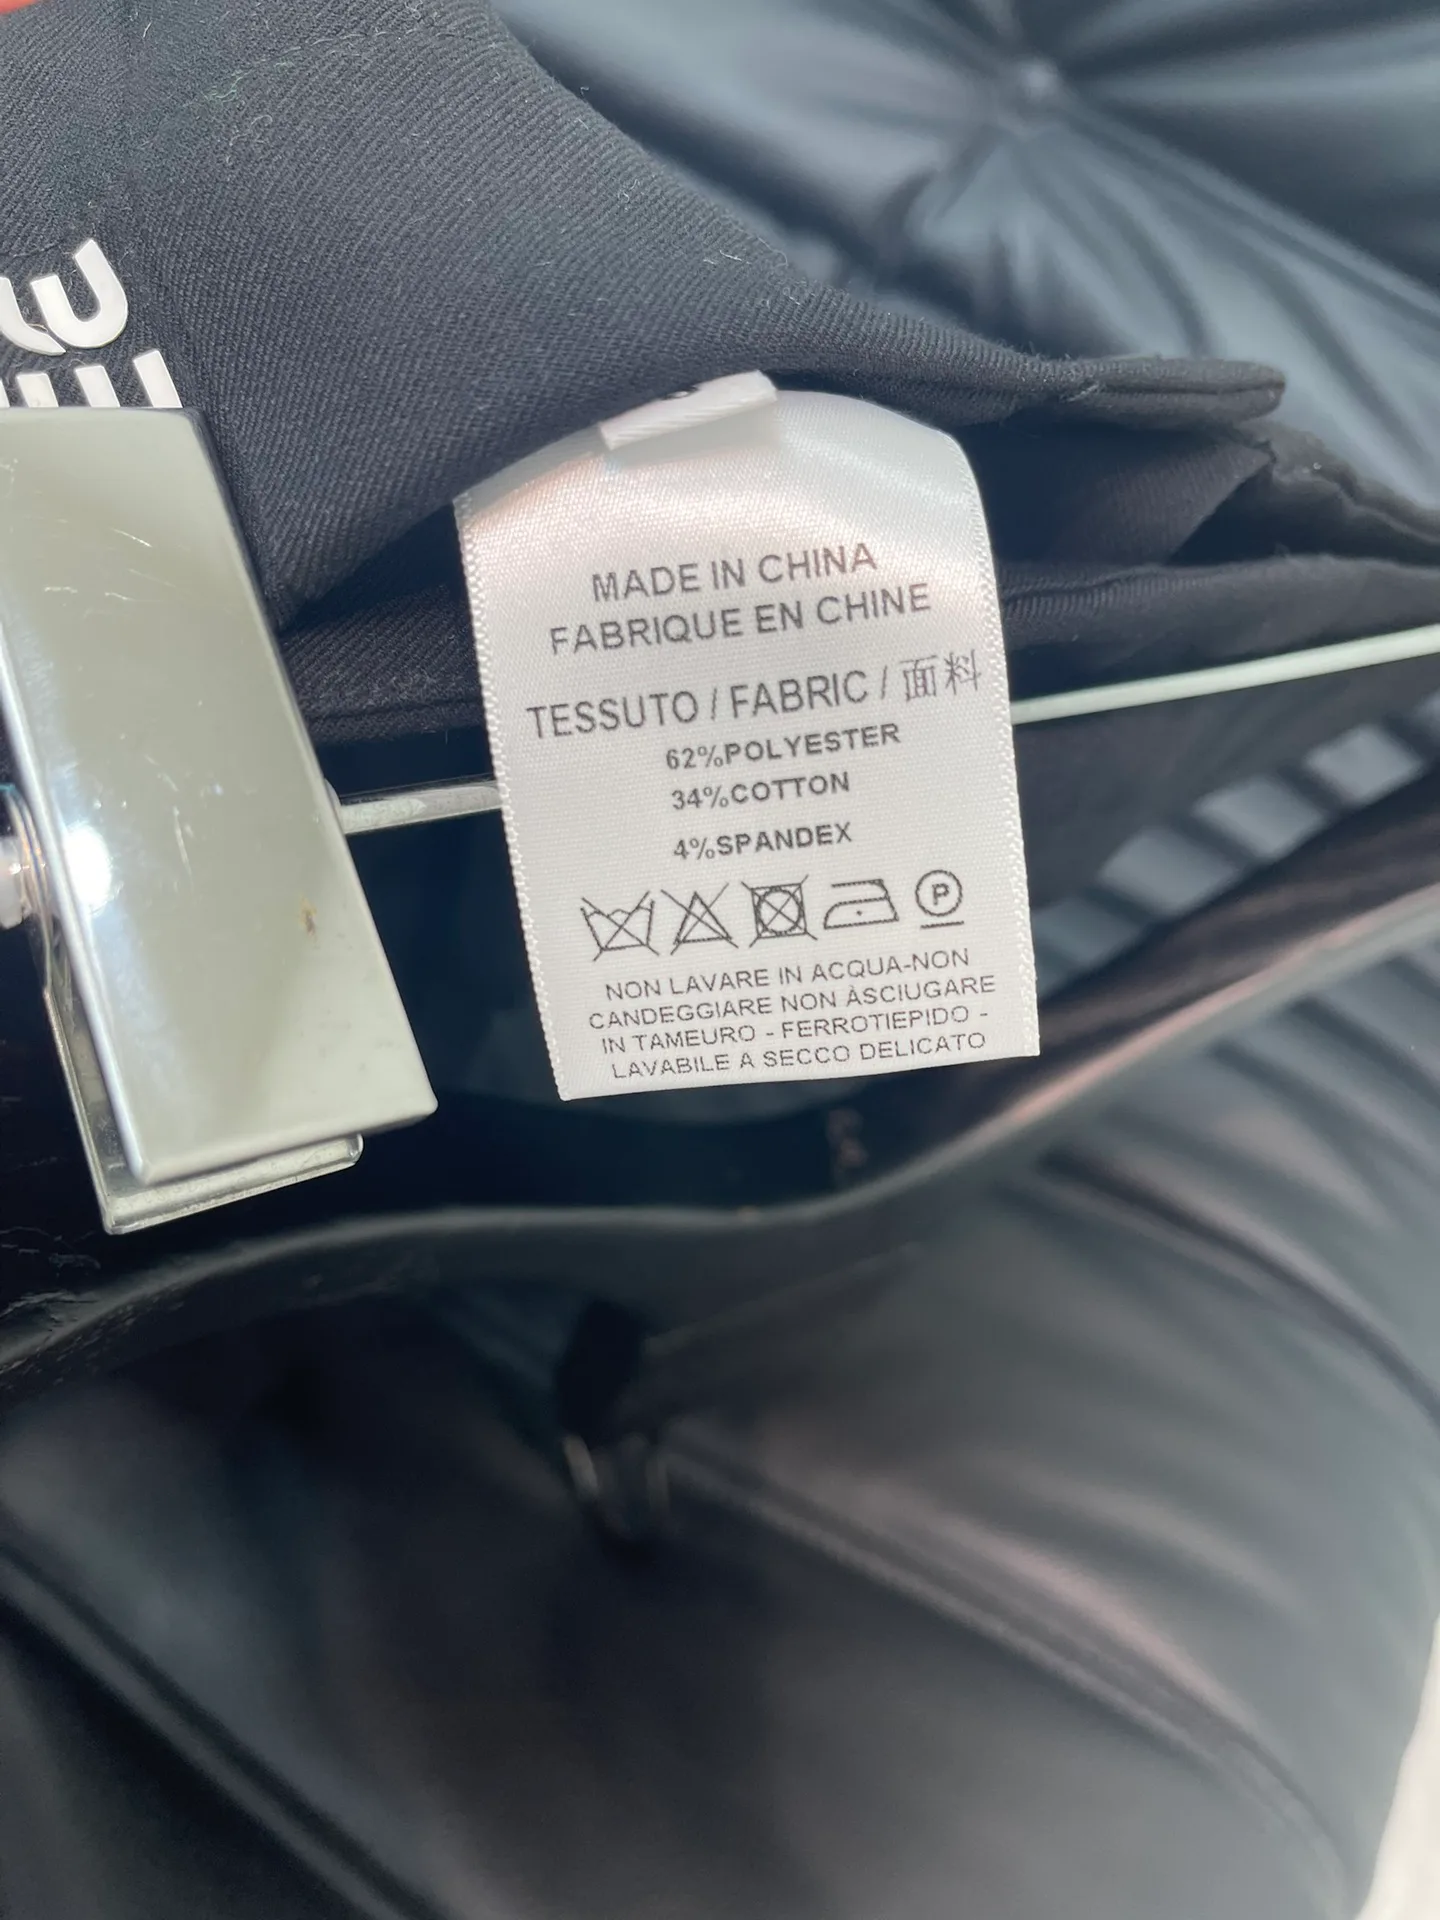 MADE IN CHINA
FABRIQUE EN CHINE
TESSUTO / FABRIC / 面料
62%POLYESTER
34%COTTON
4%SPANDEX
P
NON LAVARE IN ACQUA-NON
CANDEGGIARE NON ÀSCIUGARE
IN TAMEURO - FERROTIEPIDO -
LAVABILE A SECCO DELICATO